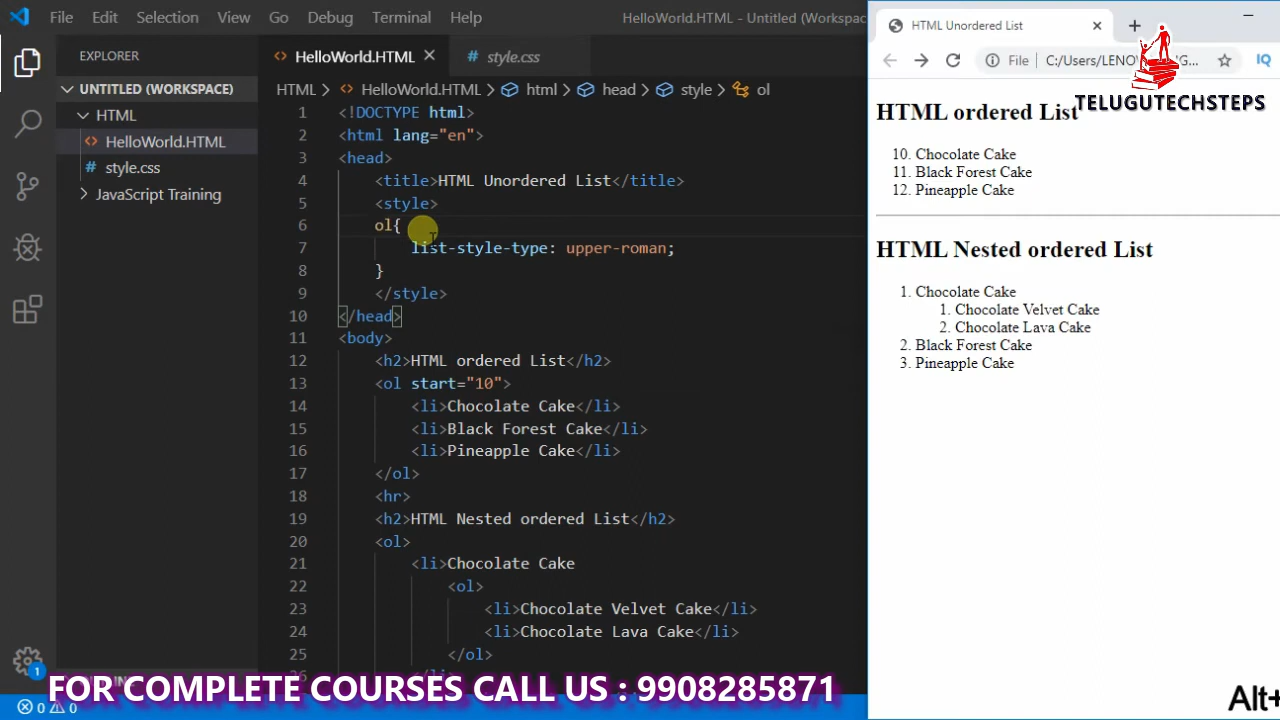 File Edit Selection View Go Debug Terminal Help HelloWorld.HTML - Untitled (Workspace
EXPLORER
UNTITLED (WORKSPACE)
HTML
HelloWorld.HTML
style.css
JavaScript Training
1
HelloWorld.HTML style.css
HTML HelloWorld.HTML html head style ol
1 <!DOCTYPE html>
2 <html lang="en">
3 <head>
4 <title>HTML Unordered List</title>
5 <style>
6 ol{
7 list-style-type: upper-roman;
8 }
9 </style>
10 </head>
11 <body>
12 <h2>HTML ordered List</h2>
13 <ol start="10">
14 <li>Chocolate Cake</li>
15 <li>Black Forest Cake</li>
16 <li>Pineapple Cake</li>
17 </ol>
18 <hr>
19 <h2>HTML Nested ordered List</h2>
20 <ol>
21 <li>Chocolate Cake
22 <ol>
23 <li>Chocolate Velvet Cake</li>
24 <li>Chocolate Lava Cake</li>
25 </ol>
HTML Unordered List
File C:/Users/LENOV
TELUGUTECHSTEPS
HTML ordered List
10. Chocolate Cake
11. Black Forest Cake
12. Pineapple Cake
HTML Nested ordered List
1. Chocolate Cake
1. Chocolate Velvet Cake
2. Chocolate Lava Cake
2. Black Forest Cake
3. Pineapple Cake
FOR COMPLETE COURSES CALL US : 9908285871
0 0
Alt+